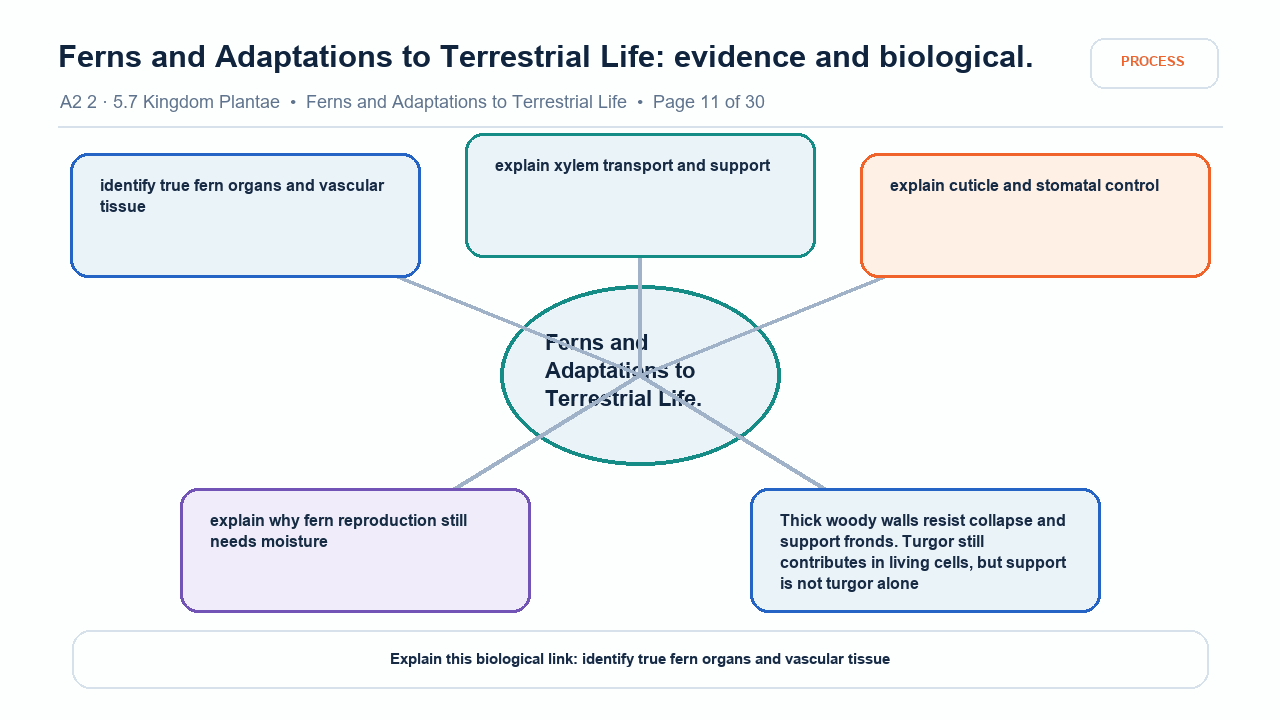 Ferns and Adaptations to Terrestrial Life: evidence and biological.
PROCESS
A2 2 · 5.7 Kingdom Plantae • Ferns and Adaptations to Terrestrial Life • Page 11 of 30
identify true fern organs and vascular
tissue
explain xylem transport and support
explain cuticle and stomatal control
Ferns and
Adaptations to
Terrestrial Life.
explain why fern reproduction still
needs moisture
Thick woody walls resist collapse and
support fronds. Turgor still
contributes in living cells, but support
is not turgor alone
Explain this biological link: identify true fern organs and vascular tissue